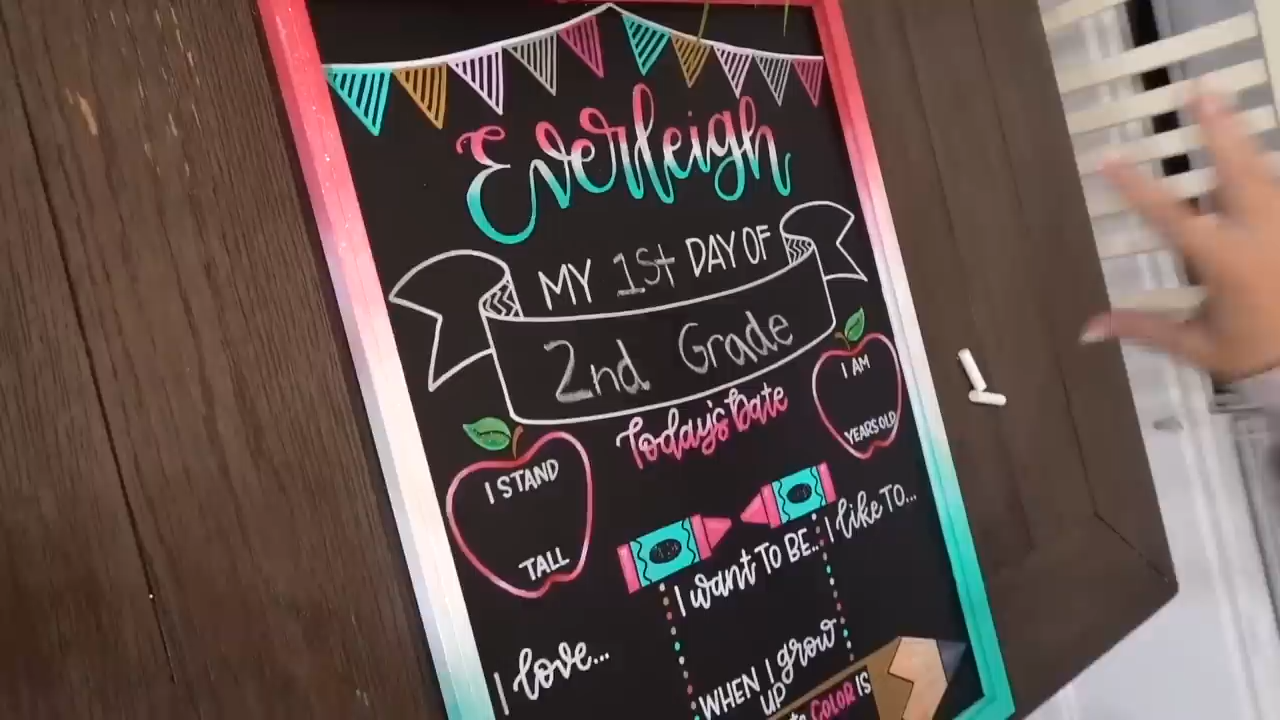 Everleigh
MY 1st DAY OF
2nd Grade
Today's Date
I AM
YEARS OLD
I STAND
TALL
I love...
I want TO BE...
WHEN I grow
UP
I like TO...
COLOR IS